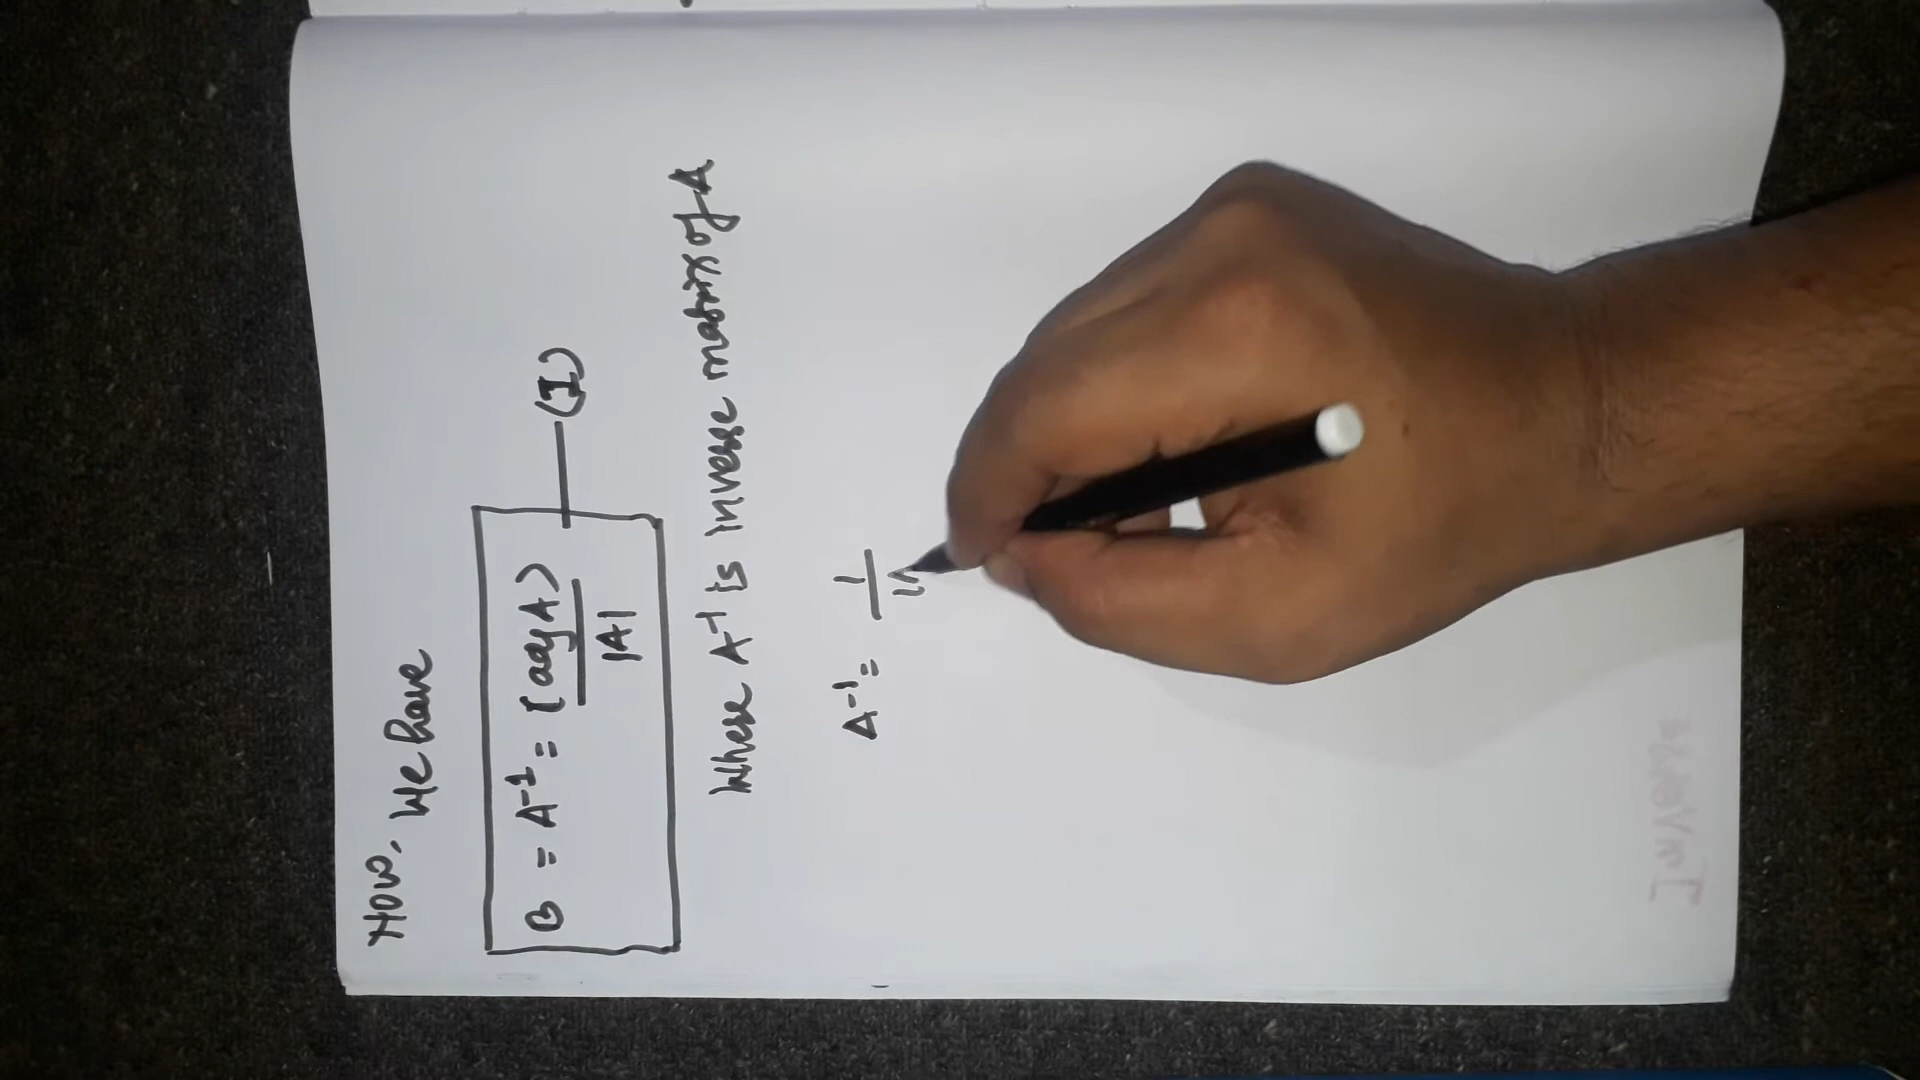 Now, We have
B = A⁻¹ = (adj A) / |A| — (I)
Where A⁻¹ is inverse matrix of A
A⁻¹ = 1 /